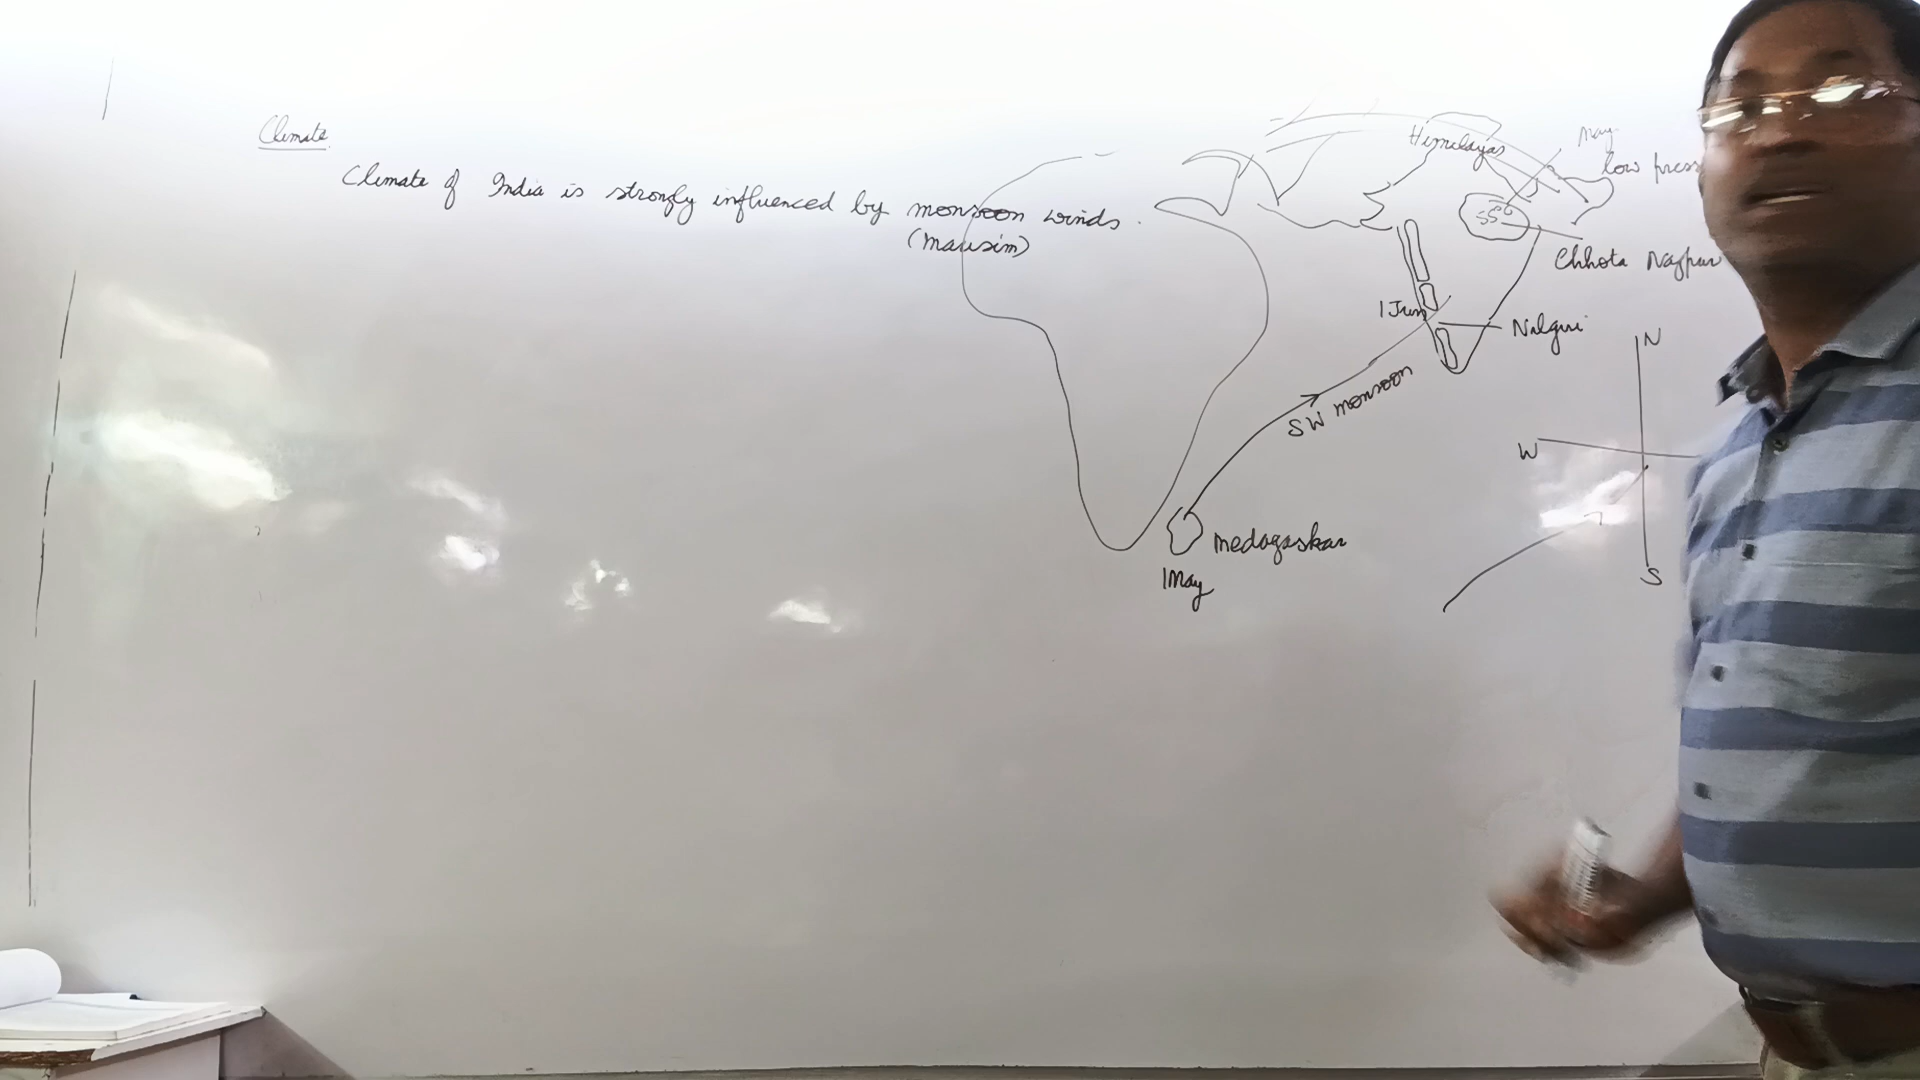 Climate
Climate of India is strongly influenced by monsoon winds.
(Mausim)
Himalayas
May
low press
Chhota Nagpur
1 Jun
Nilgiri
SW monsoon
N
W
S
medagaskar
1 May